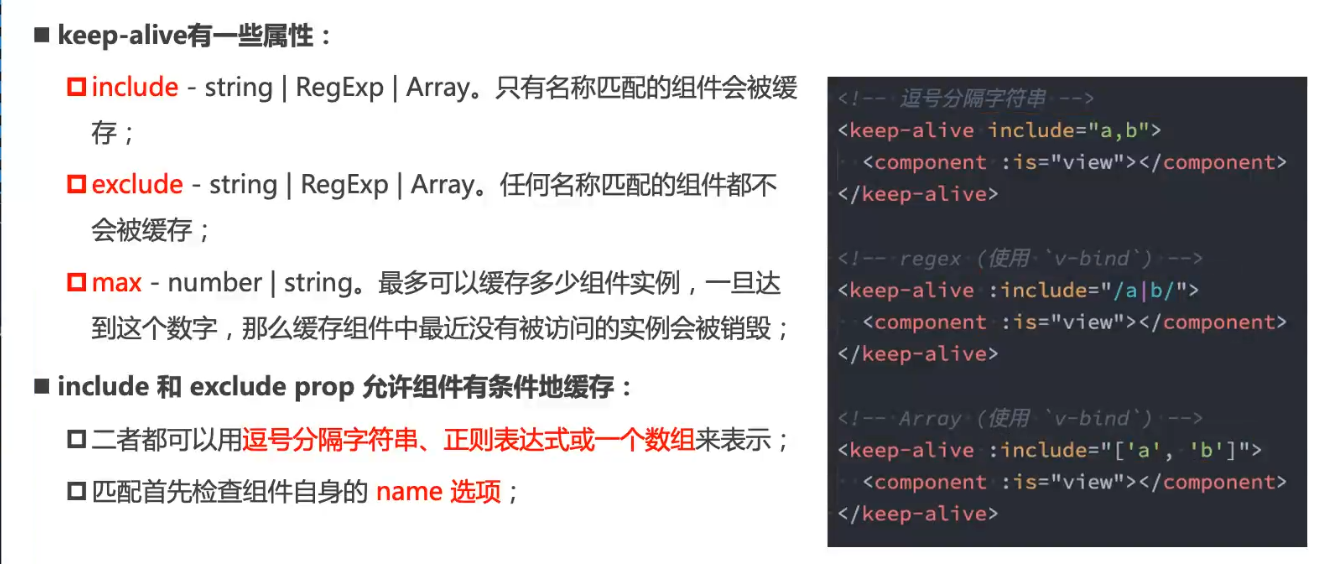 keep-alive有一些属性：
include - string | RegExp | Array。只有名称匹配的组件会被缓
存；
exclude - string | RegExp | Array。任何名称匹配的组件都不
会被缓存；
max - number | string。最多可以缓存多少组件实例，一旦达
到这个数字，那么缓存组件中最近没有被访问的实例会被销毁；
include 和 exclude prop 允许组件有条件地缓存：
二者都可以用逗号分隔字符串、正则表达式或一个数组来表示；
匹配首先检查组件自身的 name 选项；
<!-- 逗号分隔字符串 -->
<keep-alive include="a,b">
  <component :is="view"></component>
</keep-alive>
<!-- regex (使用 `v-bind`) -->
<keep-alive :include="/a|b/">
  <component :is="view"></component>
</keep-alive>
<!-- Array (使用 `v-bind`) -->
<keep-alive :include="['a', 'b']">
  <component :is="view"></component>
</keep-alive>